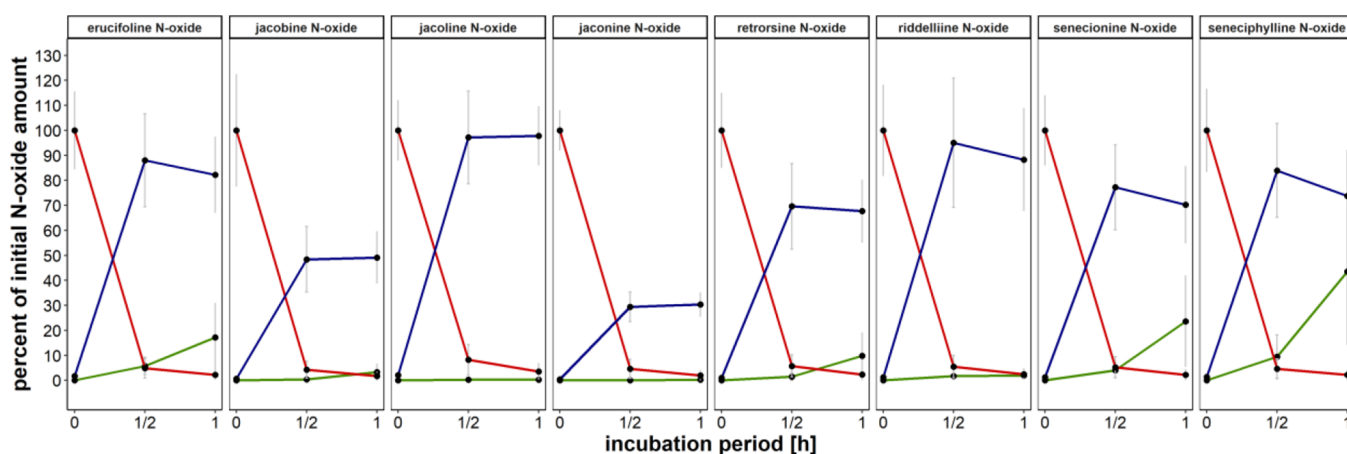 erucifoline N-oxide
jacobine N-oxide
jacoline N-oxide
jaconine N-oxide
retrorsine N-oxide
riddelliine N-oxide
senecionine N-oxide
seneciphylline N-oxide
percent of initial N-oxide amount
130
120
110
100
90
80
70
60
50
40
30
20
10
0
0 1/2 1
0 1/2 1
0 1/2 1
0 1/2 1
0 1/2 1
0 1/2 1
0 1/2 1
0 1/2 1
incubation period [h]